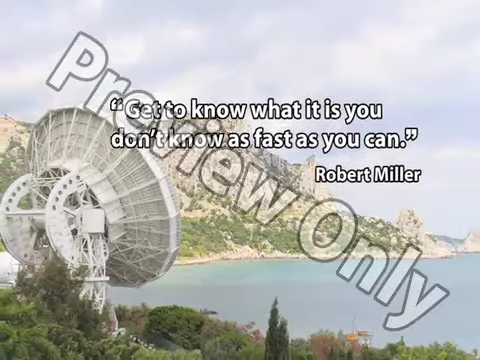 “Get to know what it is you
don’t know as fast as you can.”
Robert Miller
Preview Only